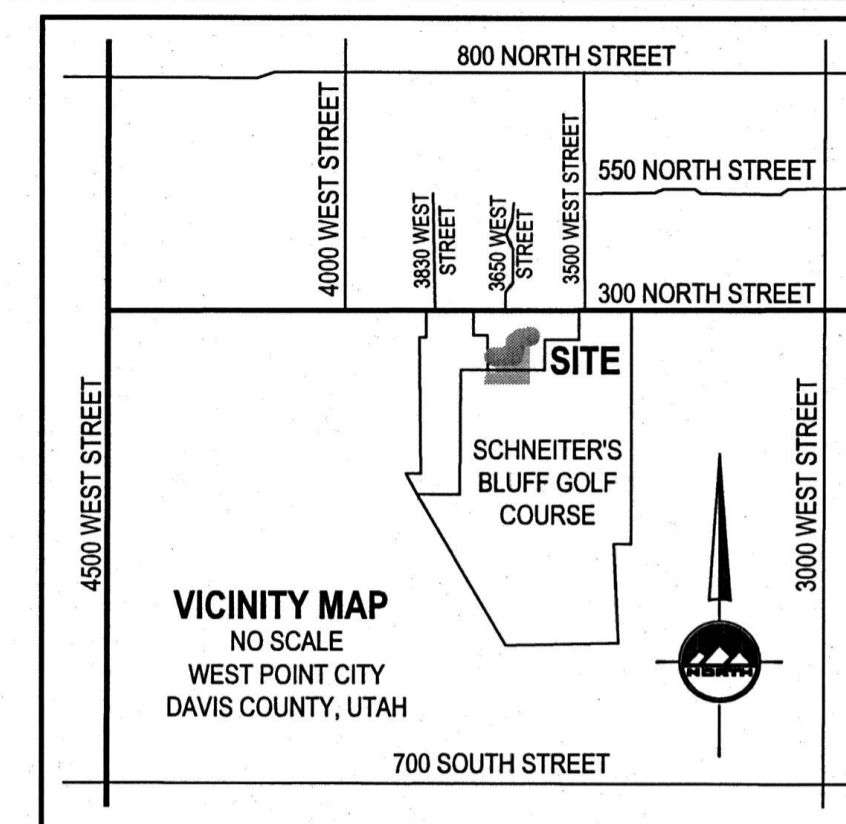 800 NORTH STREET
4000 WEST STREET
3830 WEST
STREET
3650 WEST
STREET
3500 WEST STREET
550 NORTH STREET
300 NORTH STREET
SITE
4500 WEST STREET
SCHNEITER'S
BLUFF GOLF
COURSE
3000 WEST STREET
VICINITY MAP
NO SCALE
WEST POINT CITY
DAVIS COUNTY, UTAH
NORTH
700 SOUTH STREET